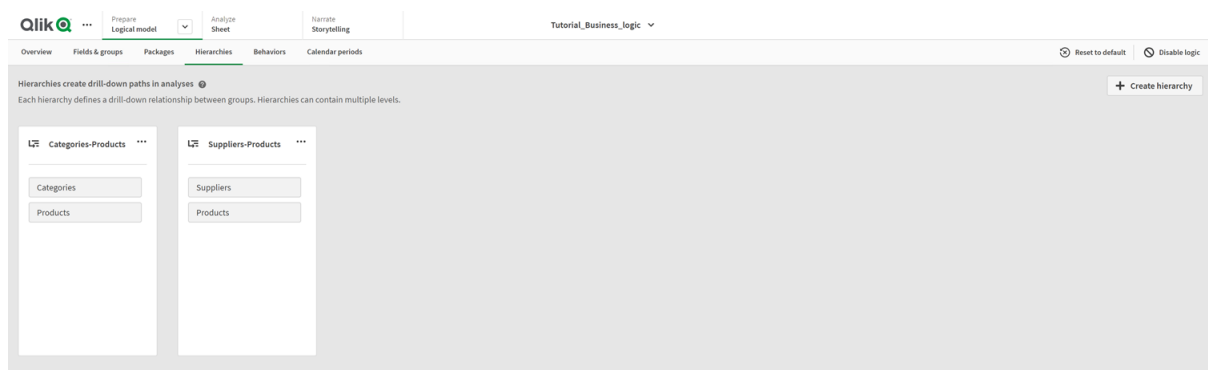 Qlik ... Prepare Logical model Analyze Sheet Narrate Storytelling Tutorial_Business_logic
Overview Fields & groups Packages Hierarchies Behaviors Calendar periods Reset to default Disable logic
Hierarchies create drill-down paths in analyses
Each hierarchy defines a drill-down relationship between groups. Hierarchies can contain multiple levels.
+ Create hierarchy
Categories-Products ...
Categories
Products
Suppliers-Products ...
Suppliers
Products